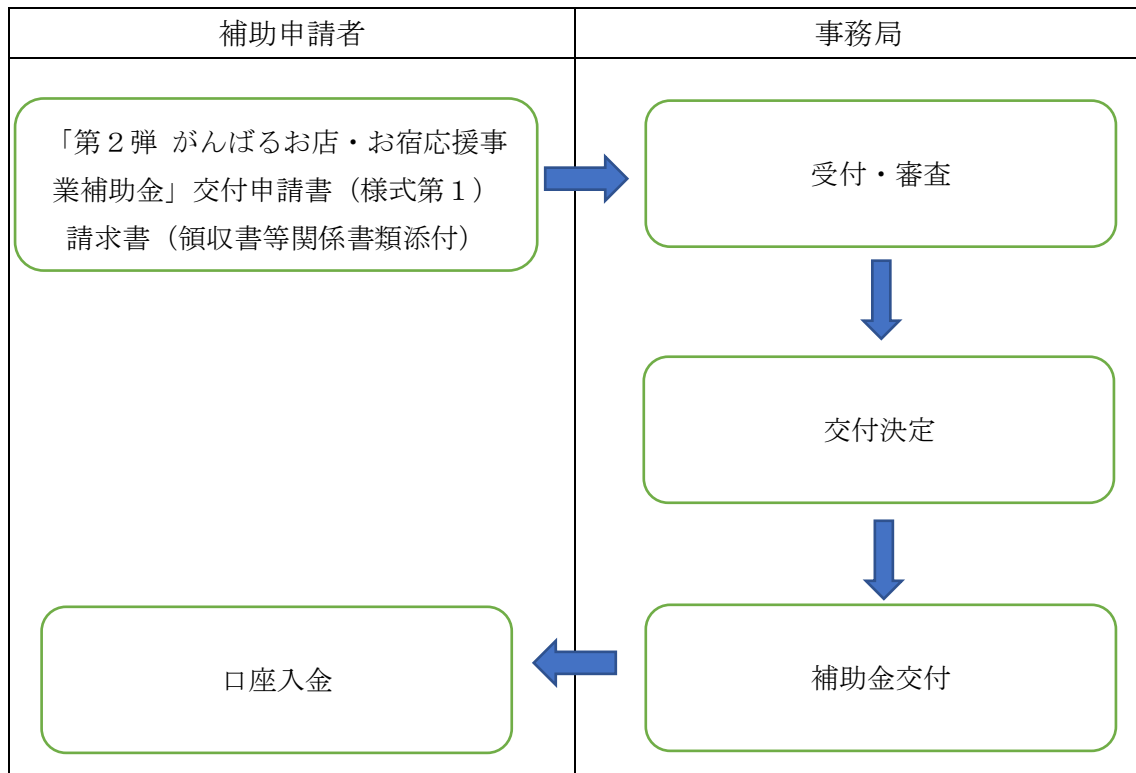 補助申請者
事務局
「第２弾 がんばるお店・お宿応援事
業補助金」交付申請書（様式第１）
請求書（領収書等関係書類添付）
受付・審査
交付決定
補助金交付
口座入金